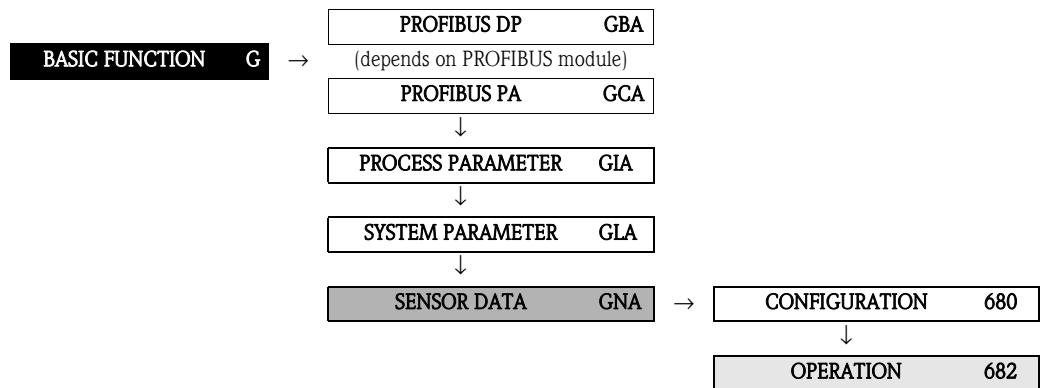 PROFIBUS DP GBA
BASIC FUNCTION G → (depends on PROFIBUS module)
PROFIBUS PA GCA
↓
PROCESS PARAMETER GIA
↓
SYSTEM PARAMETER GLA
↓
SENSOR DATA GNA → CONFIGURATION 680
↓
OPERATION 682